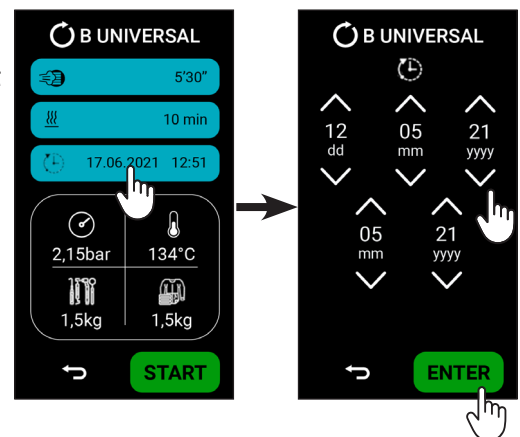 B UNIVERSAL
5'30"
10 min
17.06.2021 12:51
2,15bar 134°C
1,5kg 1,5kg
START
B UNIVERSAL
12 05 21
dd mm yyyy
05 21
mm yyyy
ENTER